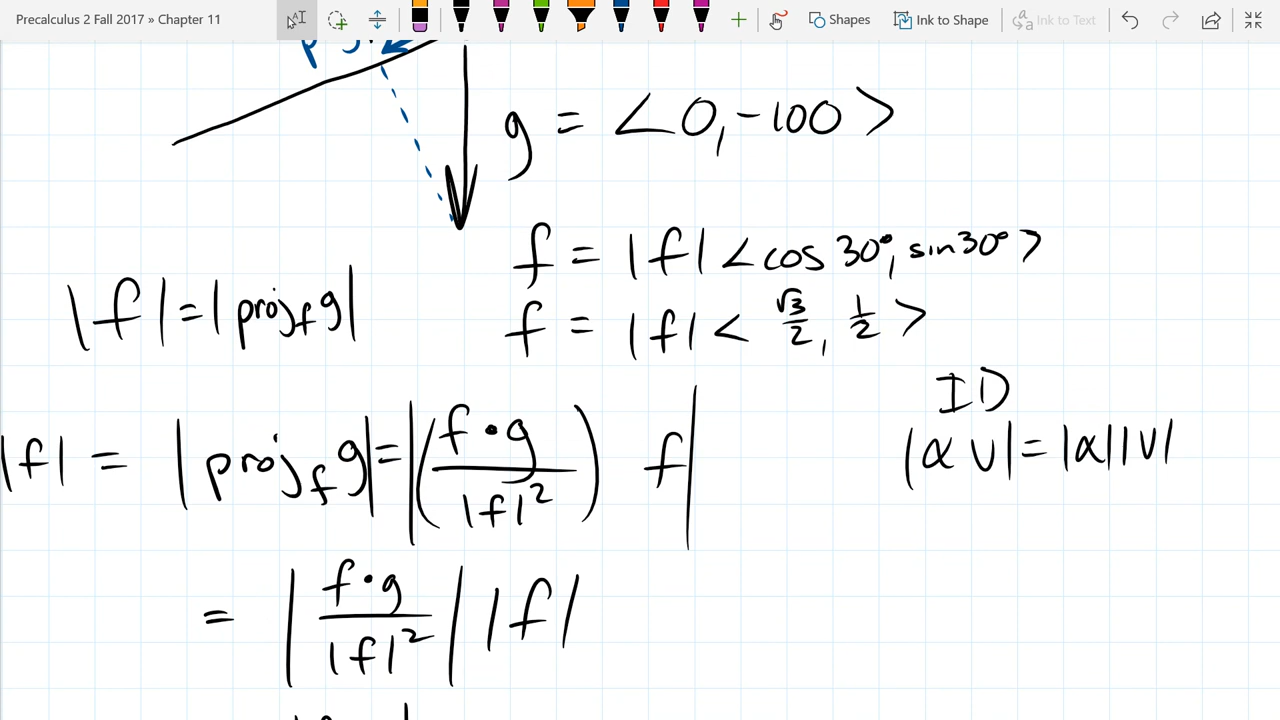 Precalculus 2 Fall 2017 » Chapter 11
Shapes
Ink to Shape
Ink to Text
g = <0, -100>
f = |f| <cos 30°, sin 30°>
|f| = |proj_f g|
f = |f| < √3/2, 1/2 >
ID
|αv| = |α||v|
|f| = |proj_f g| = |(f•g / |f|²) f|
= |f•g / |f|²| |f|